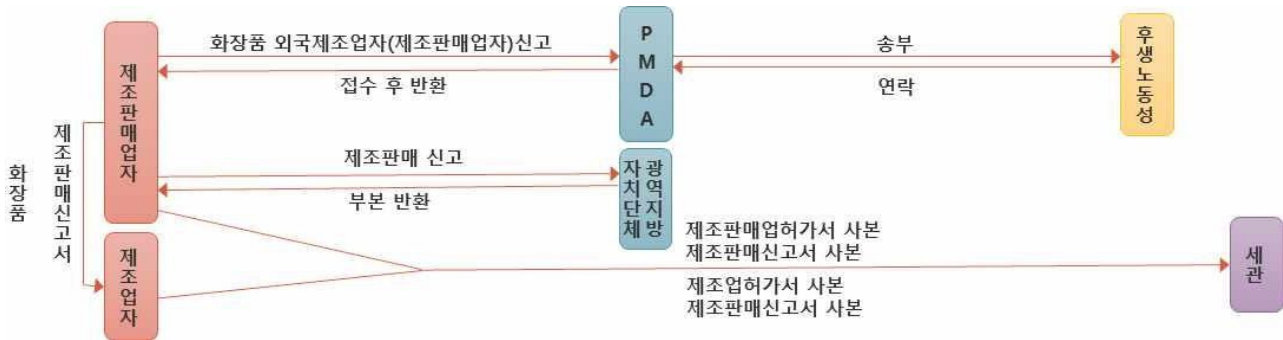 화장품
제조판매신고서
제조판매업자
제조업자
화장품 외국제조업자(제조판매업자)신고
접수 후 반환
PMDA
송부
연락
후생노동성
제조판매 신고
부본 반환
광역지방
자치단체
제조판매업허가서 사본
제조판매신고서 사본
제조업허가서 사본
제조판매신고서 사본
세관